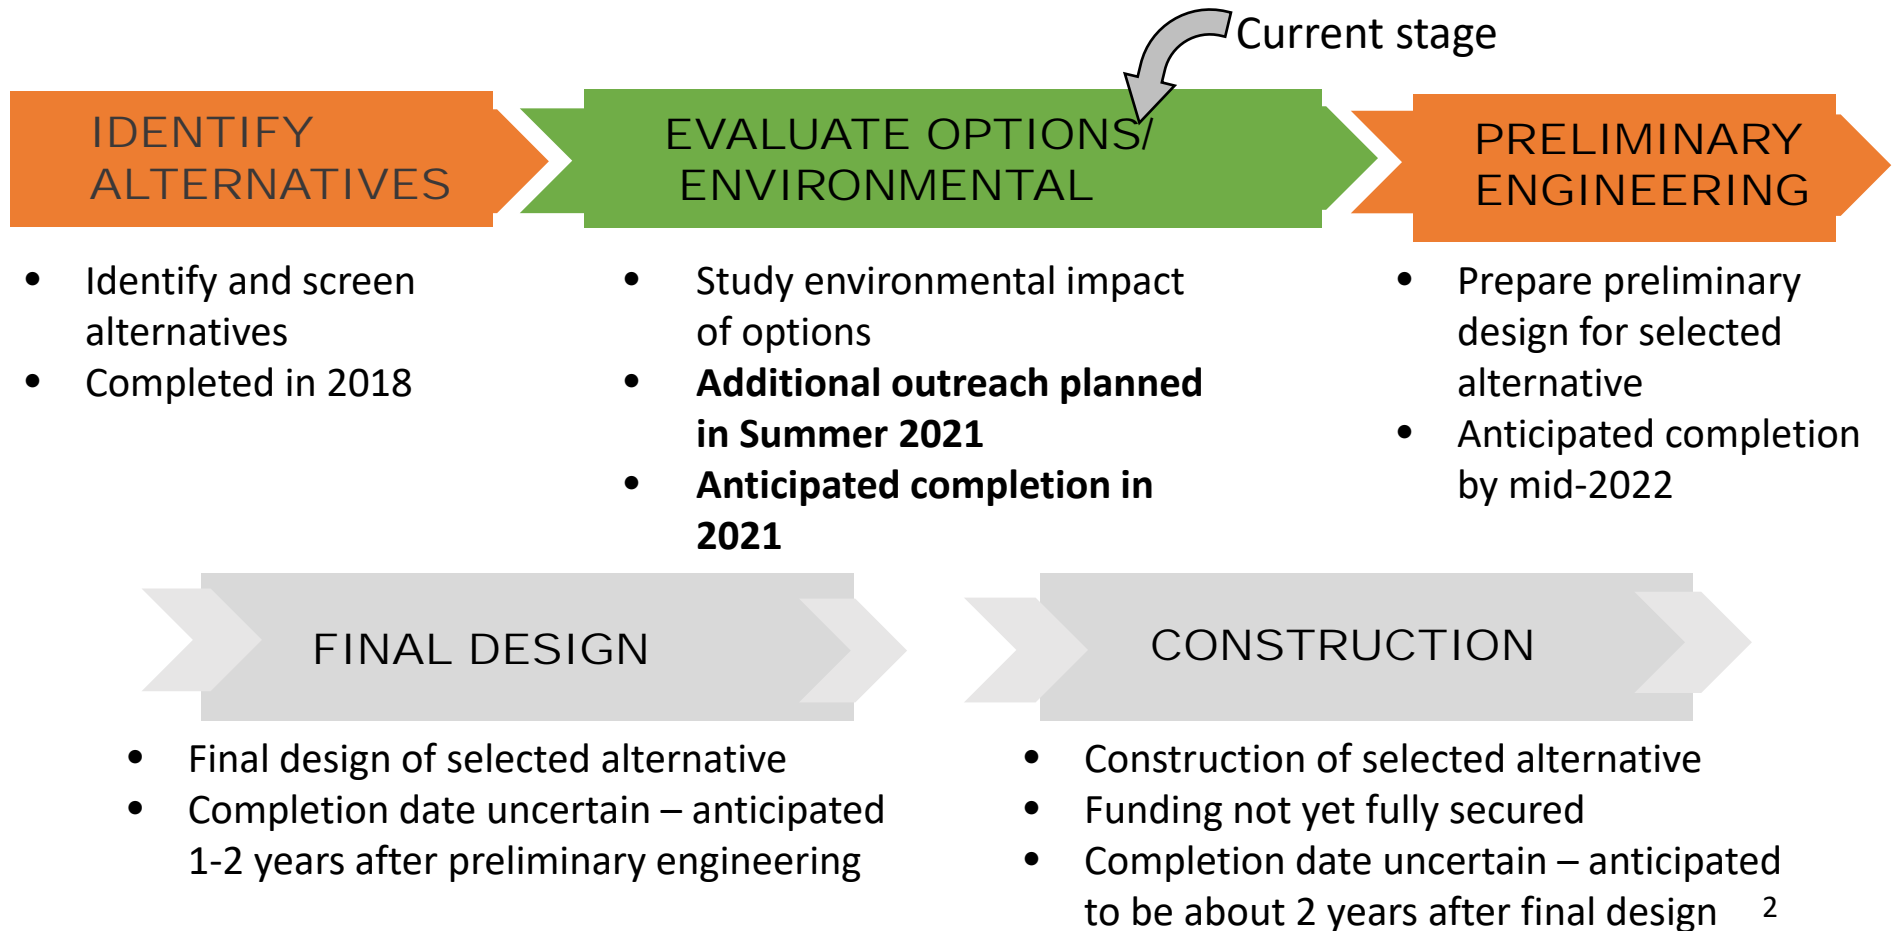 Current stage
IDENTIFY
ALTERNATIVES
EVALUATE OPTIONS/
ENVIRONMENTAL
PRELIMINARY
ENGINEERING
• Identify and screen
alternatives
• Completed in 2018
• Study environmental impact
of options
• Additional outreach planned
in Summer 2021
• Anticipated completion in
2021
• Prepare preliminary
design for selected
alternative
• Anticipated completion
by mid-2022
FINAL DESIGN
CONSTRUCTION
• Final design of selected alternative
• Completion date uncertain – anticipated
1-2 years after preliminary engineering
• Construction of selected alternative
• Funding not yet fully secured
• Completion date uncertain – anticipated
to be about 2 years after final design
2